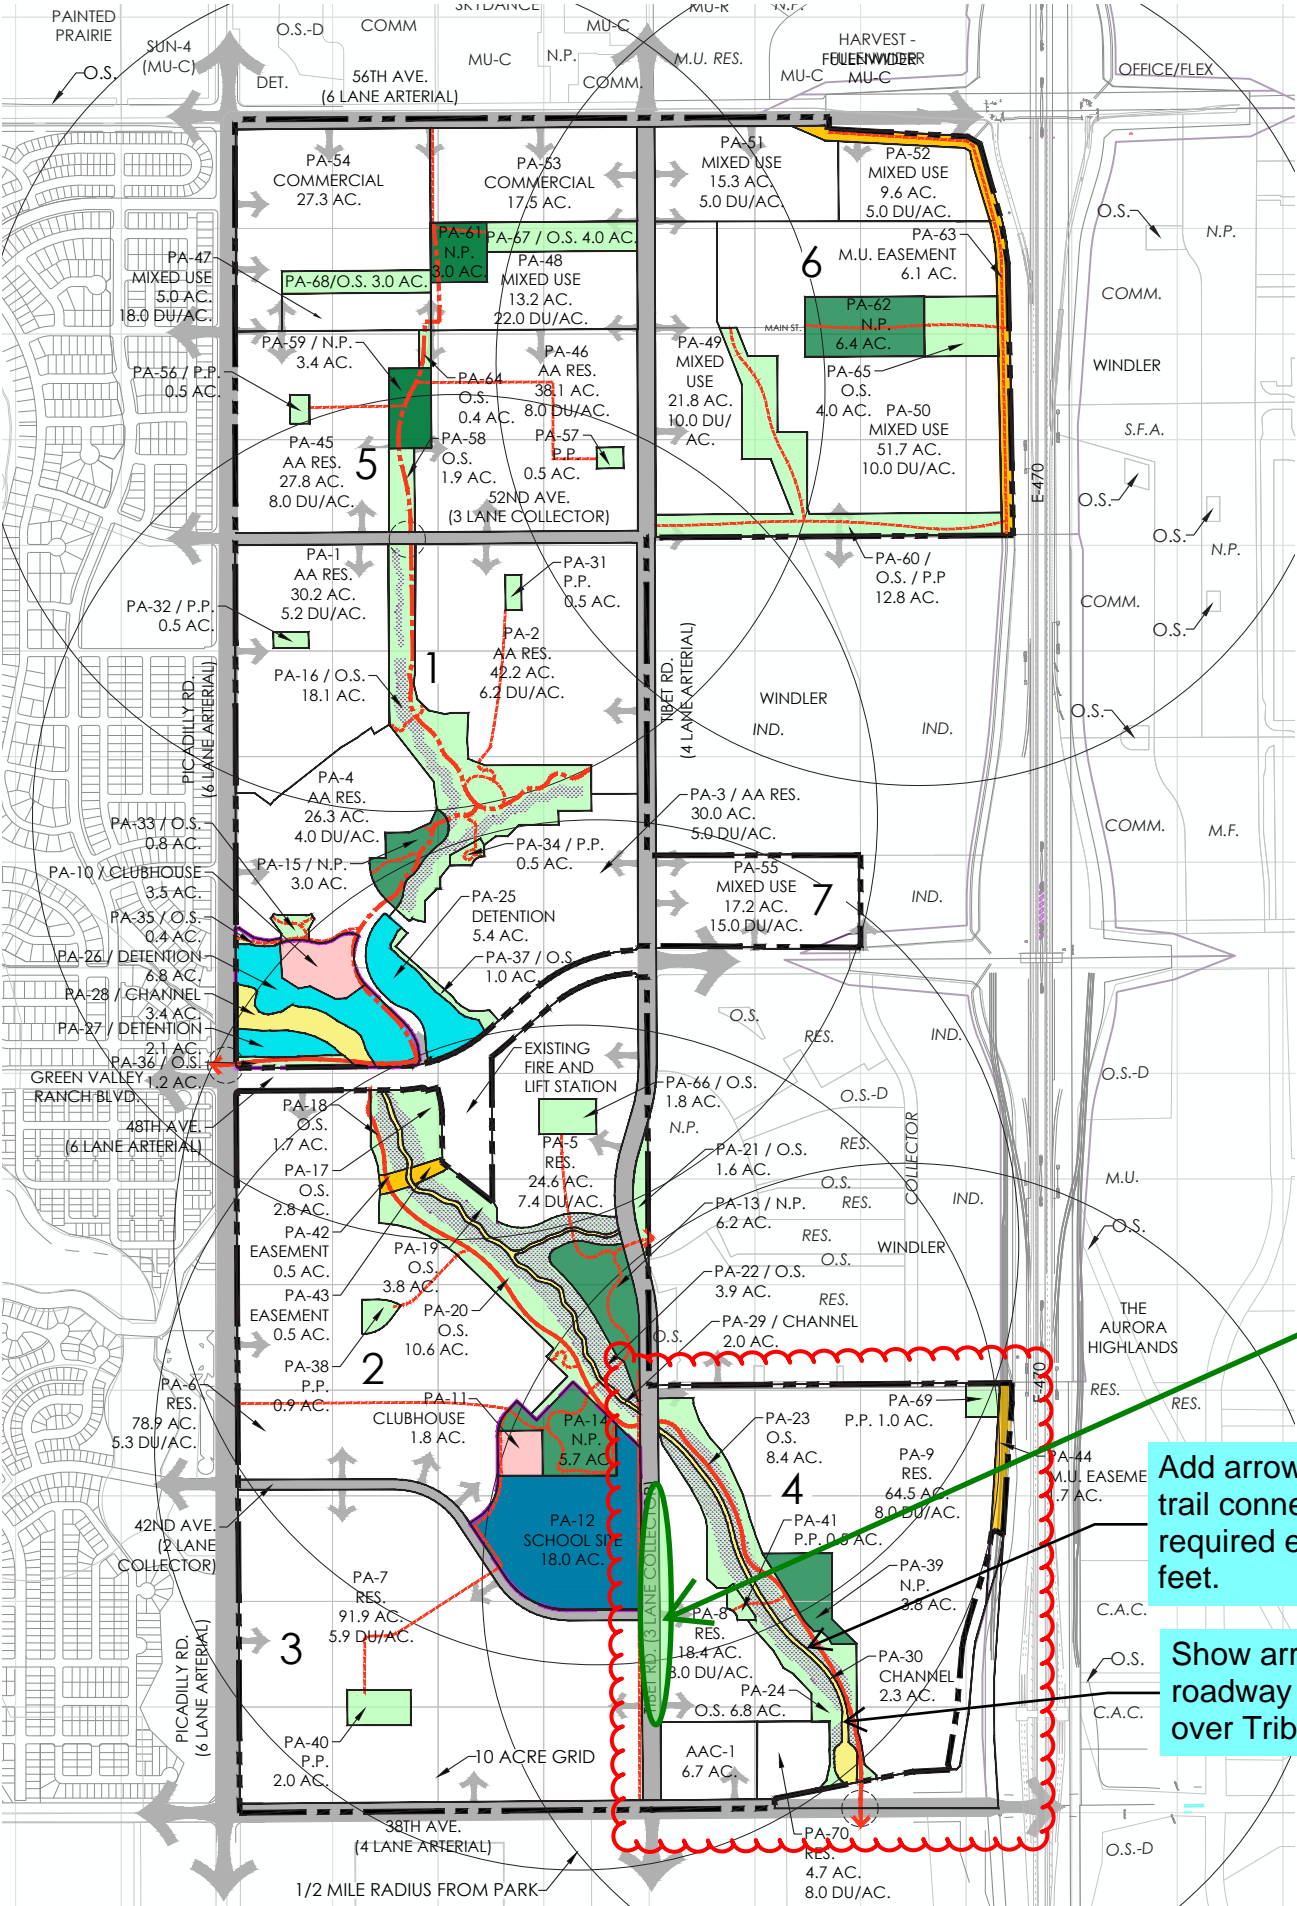 PAINTED
PRAIRIE
O.S.-D
COMM
SKYDANCE
MU-C
MU-R
N.P.
SUN-4
(MU-C)
O.S.
DET.
56TH AVE.
(6 LANE ARTERIAL)
MU-C
N.P.
COMM.
M.U. RES.
MU-C
HARVEST -
FULENWIDER
MU-C
OFFICE/FLEX
PA-54
COMMERCIAL
27.3 AC.
PA-53
COMMERCIAL
17.5 AC.
PA-51
MIXED USE
15.3 AC.
5.0 DU/AC.
PA-52
MIXED USE
9.6 AC.
5.0 DU/AC.
O.S.
N.P.
PA-61
N.P.
3.0 AC.
PA-67 / O.S. 4.0 AC.
PA-63
M.U. EASEMENT
6.1 AC.
6
PA-47
MIXED USE
5.0 AC.
18.0 DU/AC.
PA-68/O.S. 3.0 AC.
PA-48
MIXED USE
13.2 AC.
22.0 DU/AC.
COMM.
PA-62
N.P.
6.4 AC.
MAIN ST.
PA-59 / N.P.
3.4 AC.
PA-56 / P.P.
0.5 AC.
PA-64
O.S.
0.4 AC.
PA-46
AA RES.
38.1 AC.
8.0 DU/AC.
PA-49
MIXED
USE
21.8 AC.
10.0 DU/
AC.
PA-65
O.S.
4.0 AC.
WINDLER
PA-50
MIXED USE
51.7 AC.
10.0 DU/AC.
S.F.A.
PA-45
AA RES.
27.8 AC.
8.0 DU/AC.
5
PA-58
O.S.
1.9 AC.
PA-57
P.P.
0.5 AC.
E-470
O.S.
52ND AVE.
(3 LANE COLLECTOR)
O.S.
N.P.
PA-1
AA RES.
30.2 AC.
5.2 DU/AC.
PA-31
P.P.
0.5 AC.
PA-60 /
O.S. / P.P
12.8 AC.
COMM.
PA-32 / P.P.
0.5 AC.
O.S.
PA-2
AA RES.
42.2 AC.
6.2 DU/AC.
1
PA-16 / O.S.
18.1 AC.
PICADILLY RD.
(6 LANE ARTERIAL)
TIBET RD.
(4 LANE ARTERIAL)
WINDLER
IND.
IND.
O.S.
PA-4
AA RES.
26.3 AC.
4.0 DU/AC.
PA-3 / AA RES.
30.0 AC.
5.0 DU/AC.
COMM.
M.F.
PA-33 / O.S.
0.8 AC.
PA-34 / P.P.
0.5 AC.
PA-15 / N.P.
3.0 AC.
PA-10 / CLUBHOUSE
3.5 AC.
PA-55
MIXED USE
17.2 AC.
15.0 DU/AC.
7
IND.
PA-25
DETENTION
5.4 AC.
PA-35 / O.S.
0.4 AC.
PA-26 / DETENTION
6.8 AC.
PA-37 / O.S.
1.0 AC.
PA-28 / CHANNEL
3.4 AC.
PA-27 / DETENTION
2.1 AC.
O.S.
RES.
IND.
PA-36 / O.S.
1.2 AC.
GREEN VALLEY
RANCH BLVD.
EXISTING
FIRE AND
LIFT STATION
PA-66 / O.S.
1.8 AC.
N.P.
O.S.-D
O.S.-D
48TH AVE.
(6 LANE ARTERIAL)
PA-18
O.S.
1.7 AC.
PA-5
RES.
24.6 AC.
7.4 DU/AC.
PA-21 / O.S.
1.6 AC.
RES.
COLLECTOR
PA-17
O.S.
2.8 AC.
PA-13 / N.P.
6.2 AC.
O.S.
RES.
IND.
M.U.
PA-42
EASEMENT
0.5 AC.
PA-19
O.S.
3.8 AC.
RES.
O.S.
WINDLER
O.S.
PA-43
EASEMENT
0.5 AC.
PA-20
O.S.
10.6 AC.
PA-22 / O.S.
3.9 AC.
RES.
PA-29 / CHANNEL
2.0 AC.
O.S.
THE
AURORA
HIGHLANDS
PA-38
P.P.
0.9 AC.
2
E-470
RES.
RES.
PA-6
RES.
78.9 AC.
5.3 DU/AC.
PA-11
CLUBHOUSE
1.8 AC.
PA-14
N.P.
5.7 AC.
PA-23
O.S.
8.4 AC.
PA-69
P.P. 1.0 AC.
PA-9
RES.
64.5 AC.
8.0 DU/AC.
PA-44
M.U. EASEME
.7 AC.
4
Add arrow
trail conne
required e
feet.
42ND AVE.
(2 LANE
COLLECTOR)
PA-12
SCHOOL SITE
18.0 AC.
PA-41
P.P. 0.5 AC.
PA-39
N.P.
3.8 AC.
PA-7
RES.
91.9 AC.
5.9 DU/AC.
TIBET RD. (3 LANE COLLECTOR)
PA-8
RES.
18.4 AC.
8.0 DU/AC.
C.A.C.
3
PICADILLY RD.
(6 LANE ARTERIAL)
PA-30
CHANNEL
2.3 AC.
O.S.
Show arr
roadway
over Trib
PA-24
O.S. 6.8 AC.
C.A.C.
PA-40
P.P.
2.0 AC.
10 ACRE GRID
AAC-1
6.7 AC.
38TH AVE.
(4 LANE ARTERIAL)
PA-70
RES.
4.7 AC.
8.0 DU/AC.
O.S.-D
1/2 MILE RADIUS FROM PARK